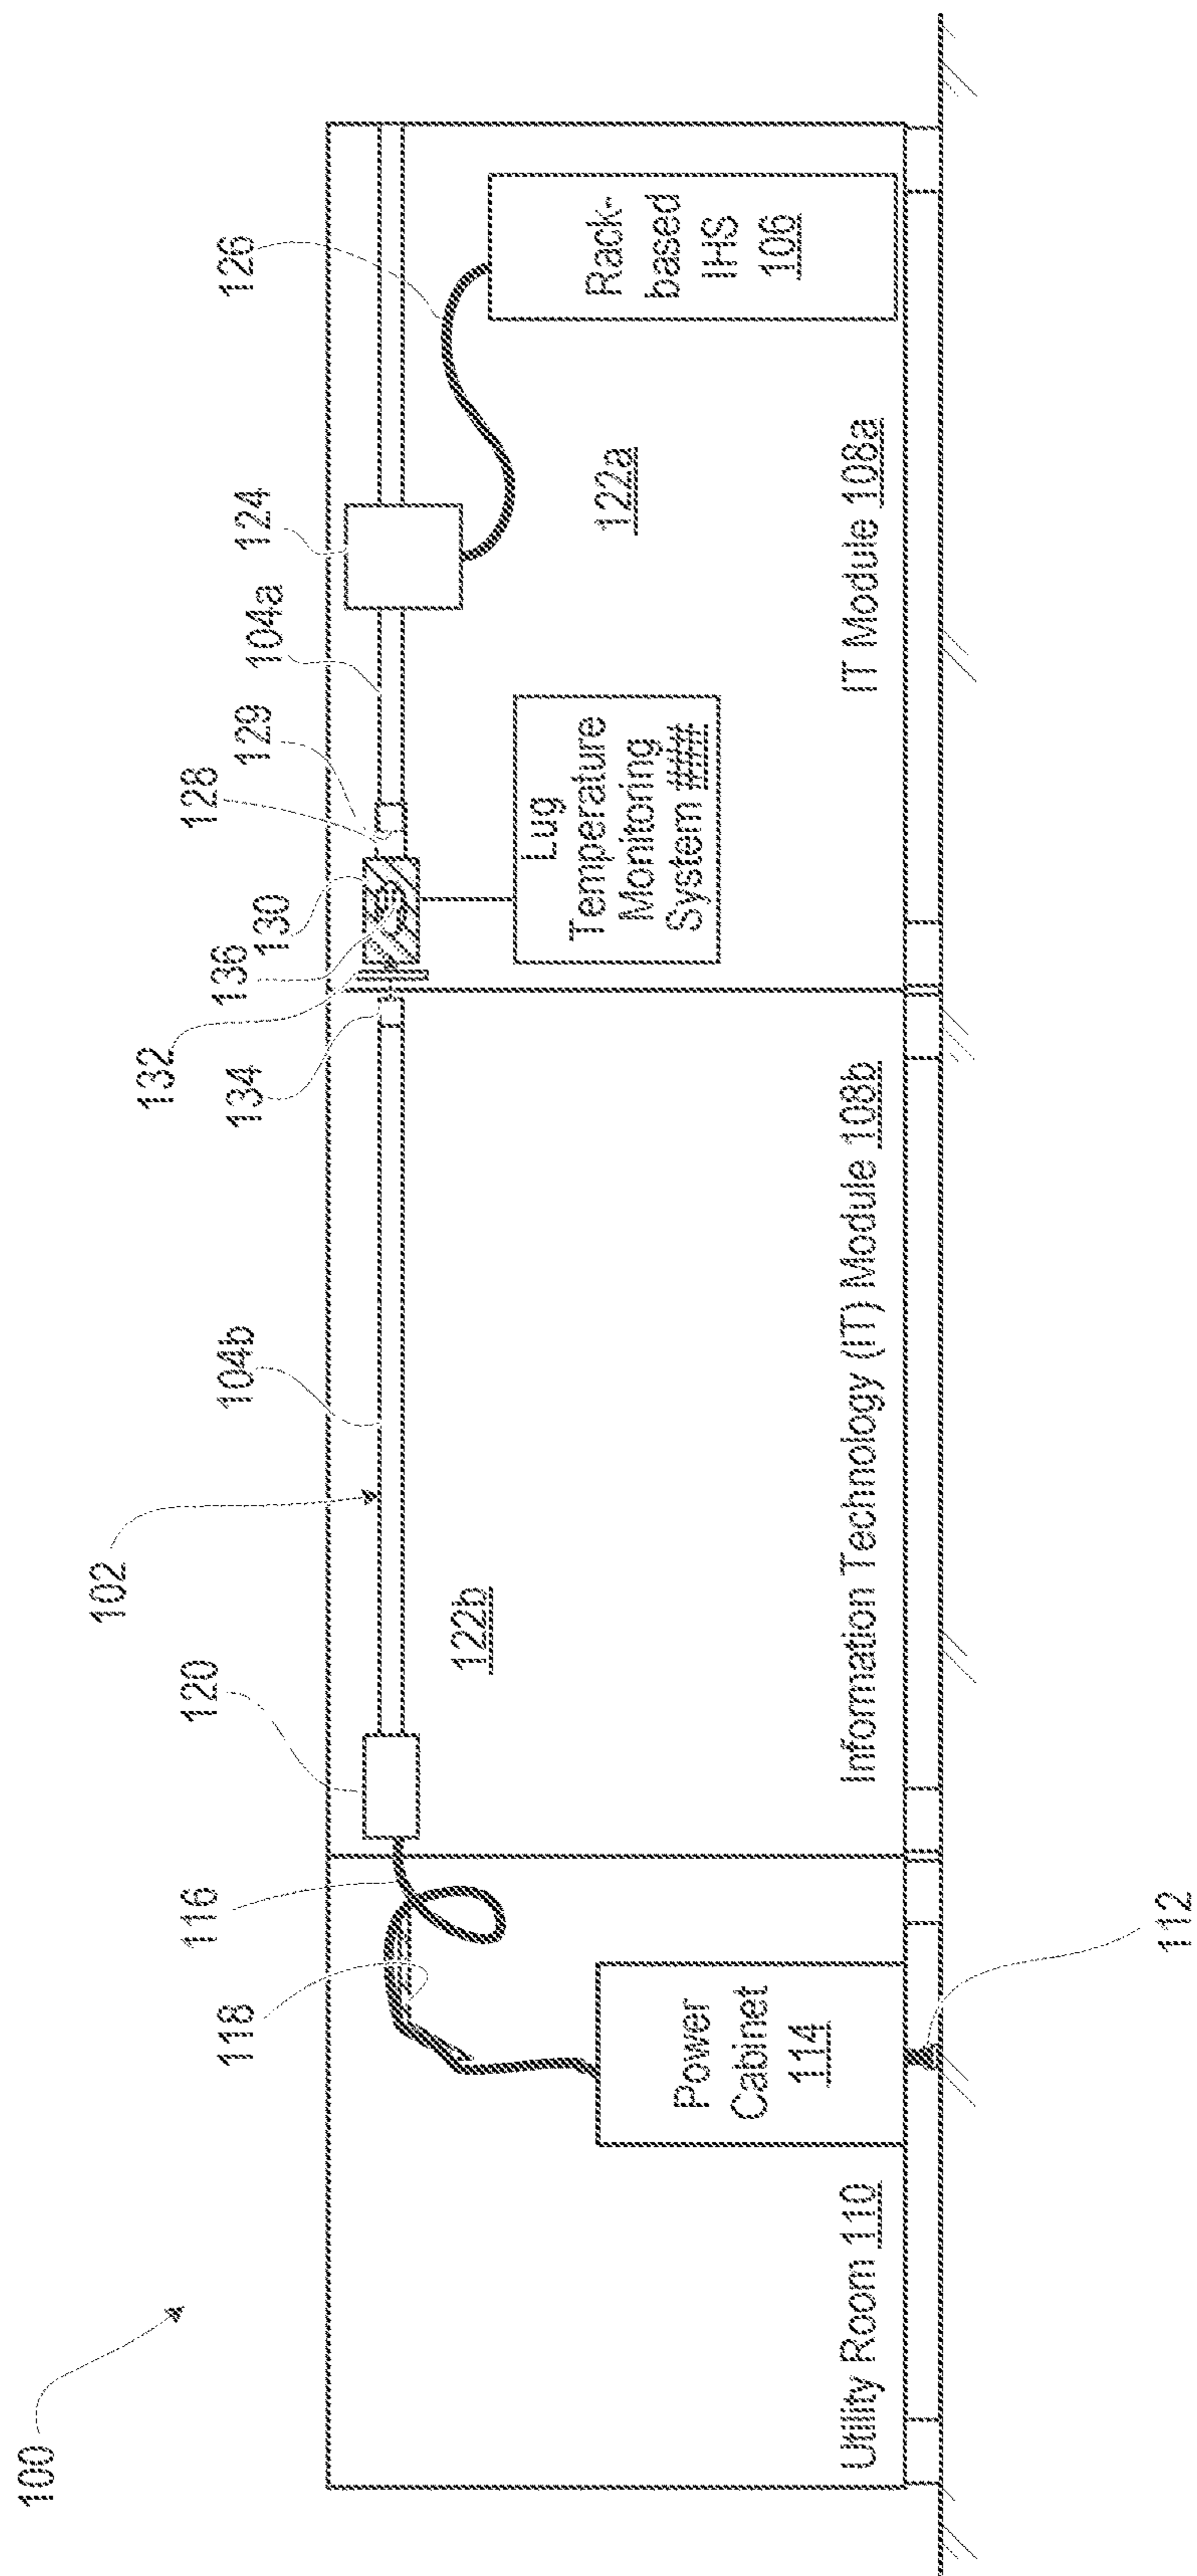 100
102
120
116
118
104b
132
134
136
130
128
129
104a
124
126
122b
122a
Power
Cabinet
114
Lug
Temperature
Monitoring
System ###
Rack-
based
IHS
106
Utility Room 110
Information Technology (IT) Module 108b
IT Module 108a
112